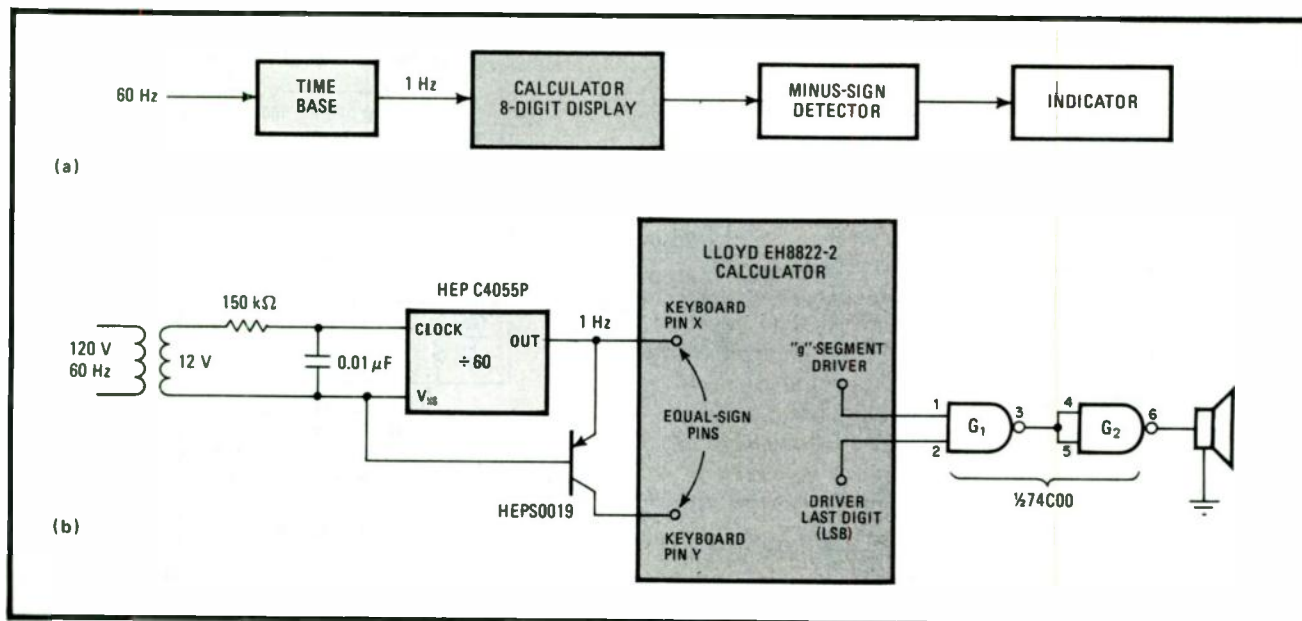 60 Hz
TIME
BASE
1 Hz
CALCULATOR
8-DIGIT DISPLAY
MINUS-SIGN
DETECTOR
INDICATOR
(a)
120 V
60 Hz
12 V
150 kΩ
0.01 μF
HEP C4055P
CLOCK
OUT
÷60
VSS
1 Hz
HEPS0019
LLOYD EH8822-2
CALCULATOR
KEYBOARD
PIN X
"g"-SEGMENT
DRIVER
EQUAL-SIGN
PINS
DRIVER
LAST DIGIT
(LSB)
KEYBOARD
PIN Y
1
2
G1
3
4
5
G2
6
½74C00
(b)